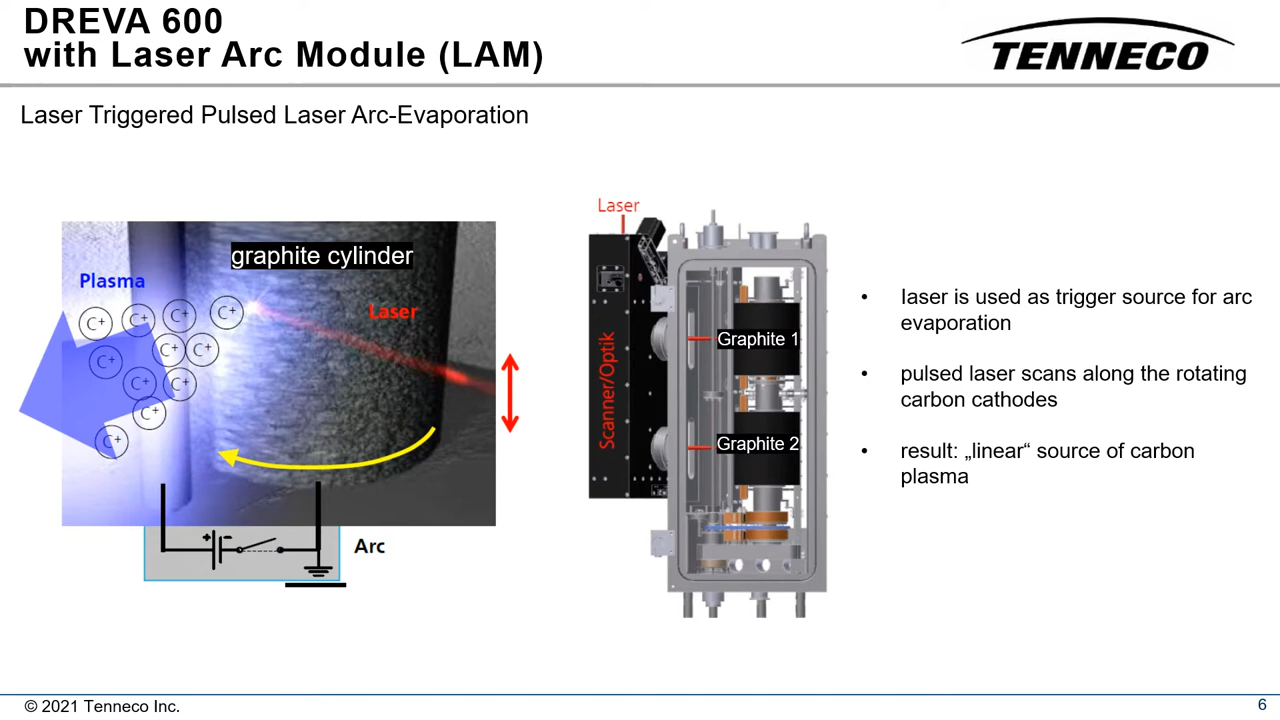 DREVA 600
with Laser Arc Module (LAM)
TENNECO
Laser Triggered Pulsed Laser Arc-Evaporation
graphite cylinder
Plasma
Laser
C+
C+
C+
C+
C+
C+
C+
C+
C+
C+
C+
+
-
Arc
Laser
Scanner/Optik
Graphite 1
Graphite 2
• laser is used as trigger source for arc
evaporation
• pulsed laser scans along the rotating
carbon cathodes
• result: „linear“ source of carbon
plasma
© 2021 Tenneco Inc.
6